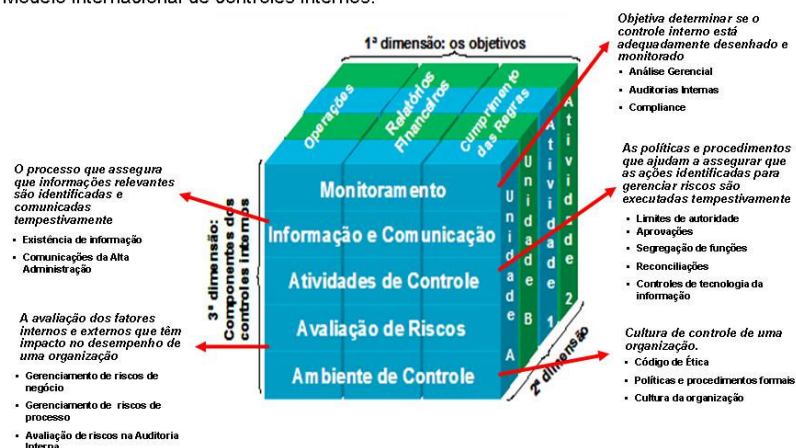 Modelo internacional de controles internos:
1ª dimensão: os objetivos
Operações
Relatórios
Financeiros
Cumprimento
das Regras
Monitoramento
Informação e Comunicação
Atividades de Controle
Avaliação de Riscos
Ambiente de Controle
Unidade A
Unidade B
Atividade 1
Atividade 2
2ª dimensão
3ª dimensão:
Componentes dos
controles internos
O processo que assegura
que informações relevantes
são identificadas e
comunicadas
tempestivamente
▪ Existência de informação
▪ Comunicações da Alta
Administração
A avaliação dos fatores
internos e externos que têm
impacto no desempenho de
uma organização
▪ Gerenciamento de riscos de
negócio
▪ Gerenciamento de riscos de
processo
▪ Avaliação de riscos na Auditoria
Interna
Objetiva determinar se o
controle interno está
adequadamente desenhado e
monitorado
▪ Análise Gerencial
▪ Auditorias Internas
▪ Compliance
As políticas e procedimentos
que ajudam a assegurar que
as ações identificadas para
gerenciar riscos são
executadas tempestivamente
▪ Limites de autoridade
▪ Aprovações
▪ Segregação de funções
▪ Reconciliações
▪ Controles de tecnologia da
informação
Cultura de controle de uma
organização.
▪ Código de Ética
▪ Políticas e procedimentos formais
▪ Cultura da organização